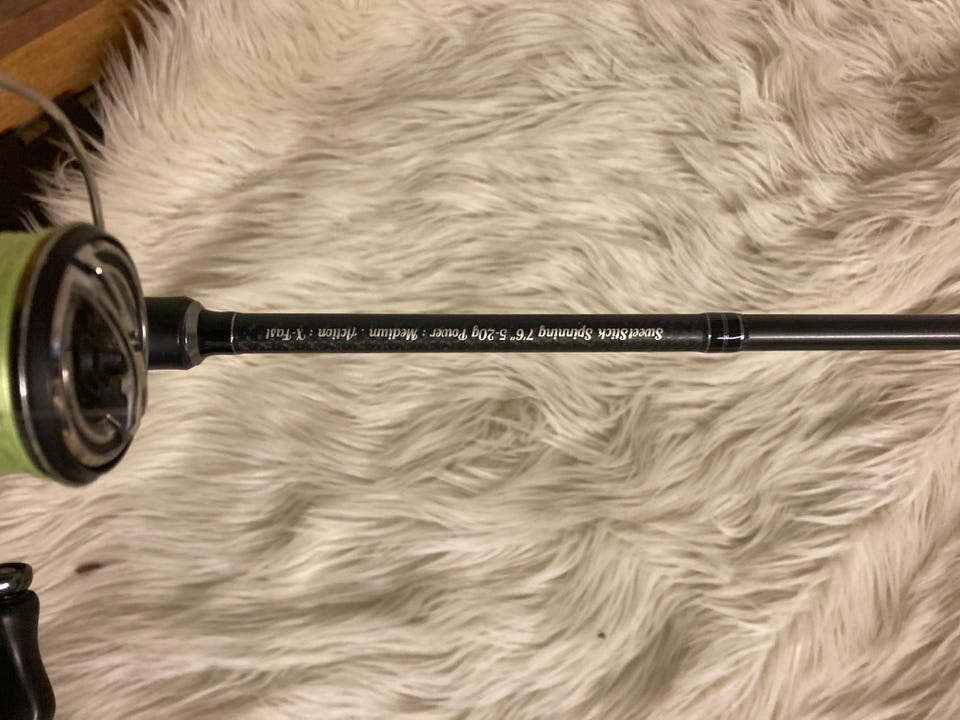 SweetStick Spinning 7'6" 5-20g Power : Medium . Action : X-Fast